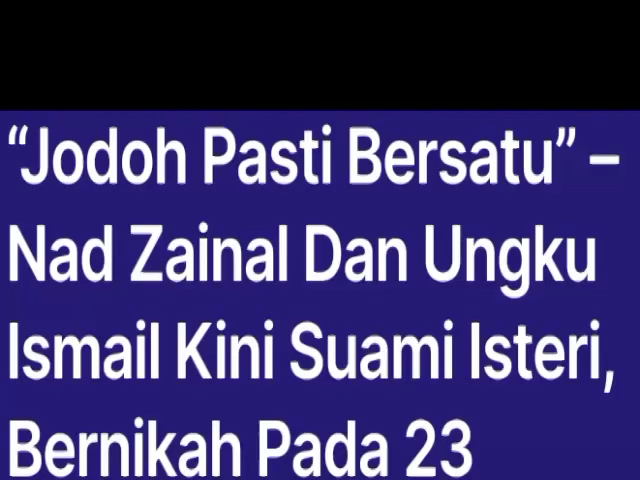 “Jodoh Pasti Bersatu” –
Nad Zainal Dan Ungku
Ismail Kini Suami Isteri,
Bernikah Pada 23